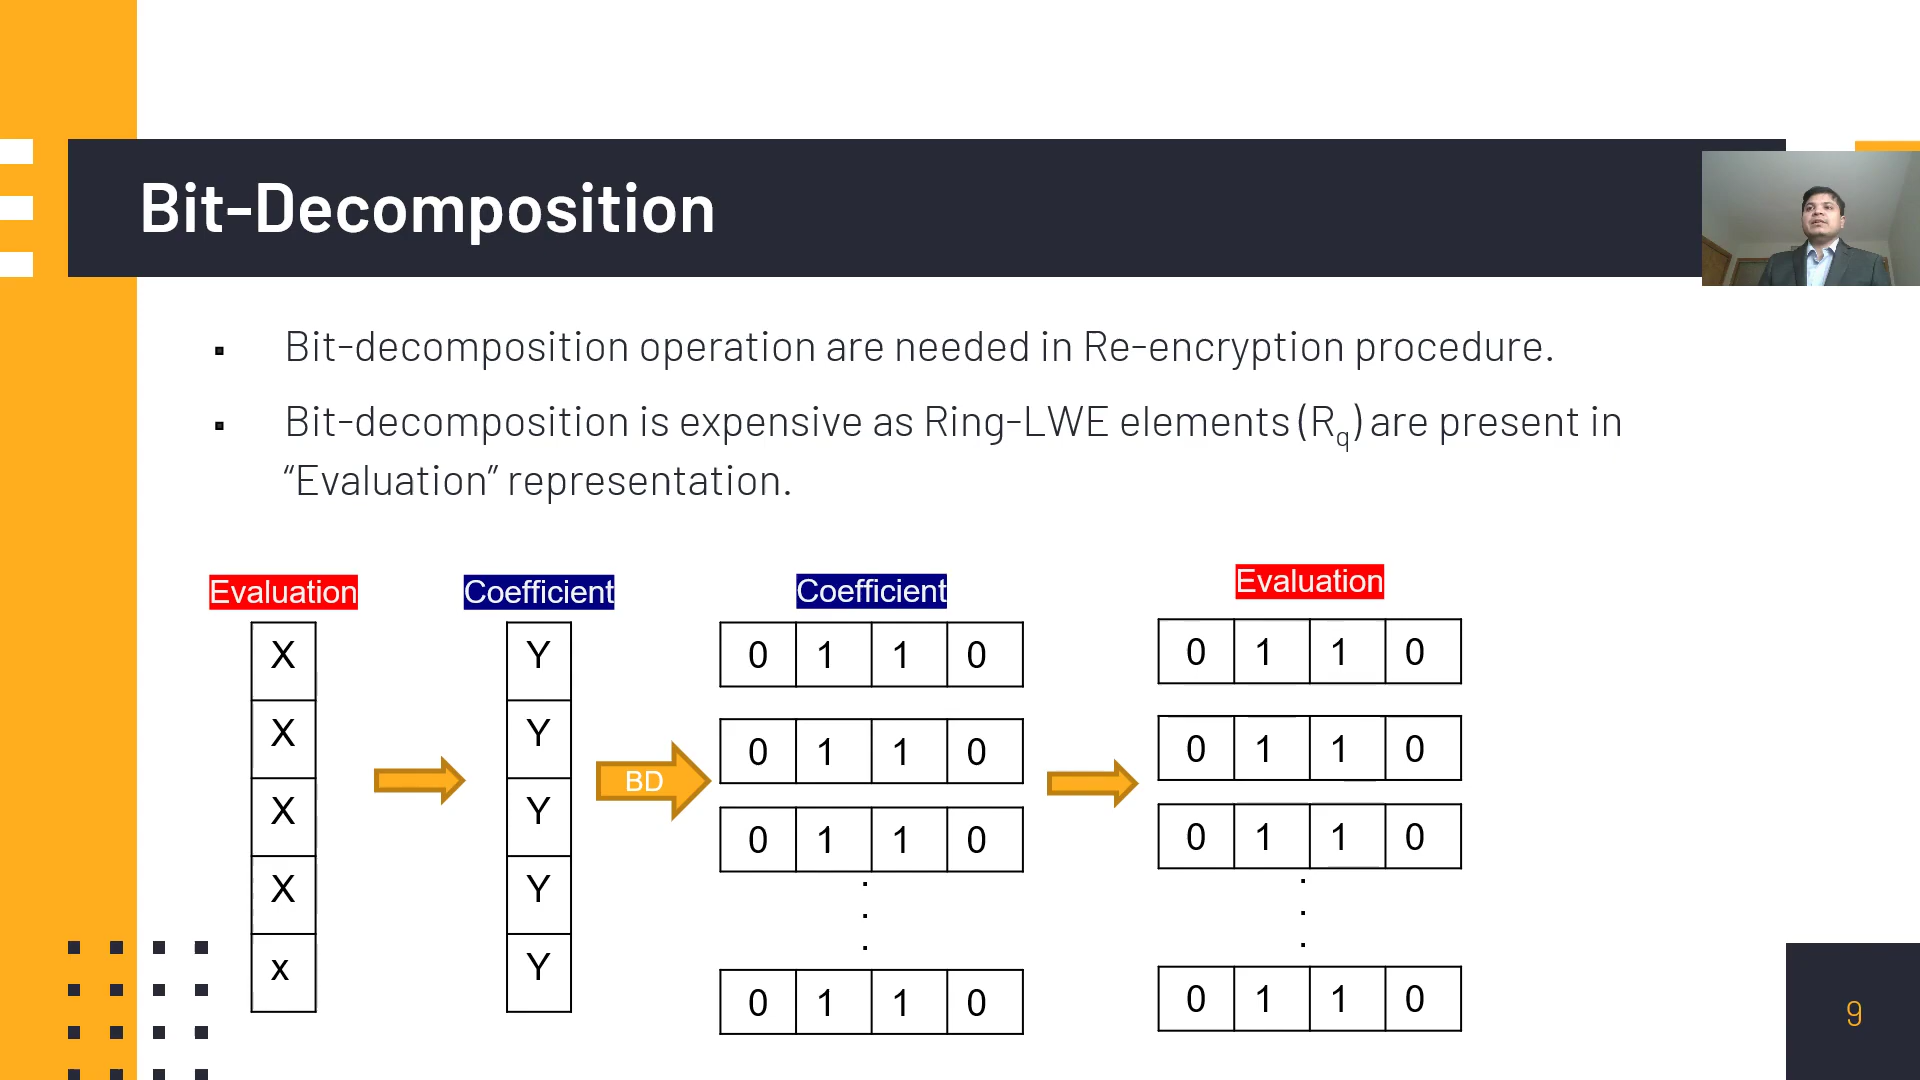 Bit-Decomposition
▪ Bit-decomposition operation are needed in Re-encryption procedure.
▪ Bit-decomposition is expensive as Ring-LWE elements (Rq) are present in
“Evaluation” representation.
Evaluation
X
X
X
X
x
Coefficient
Y
Y
Y
Y
Y
BD
Coefficient
0 1 1 0
0 1 1 0
0 1 1 0
.
.
.
0 1 1 0
Evaluation
0 1 1 0
0 1 1 0
0 1 1 0
.
.
.
0 1 1 0
9